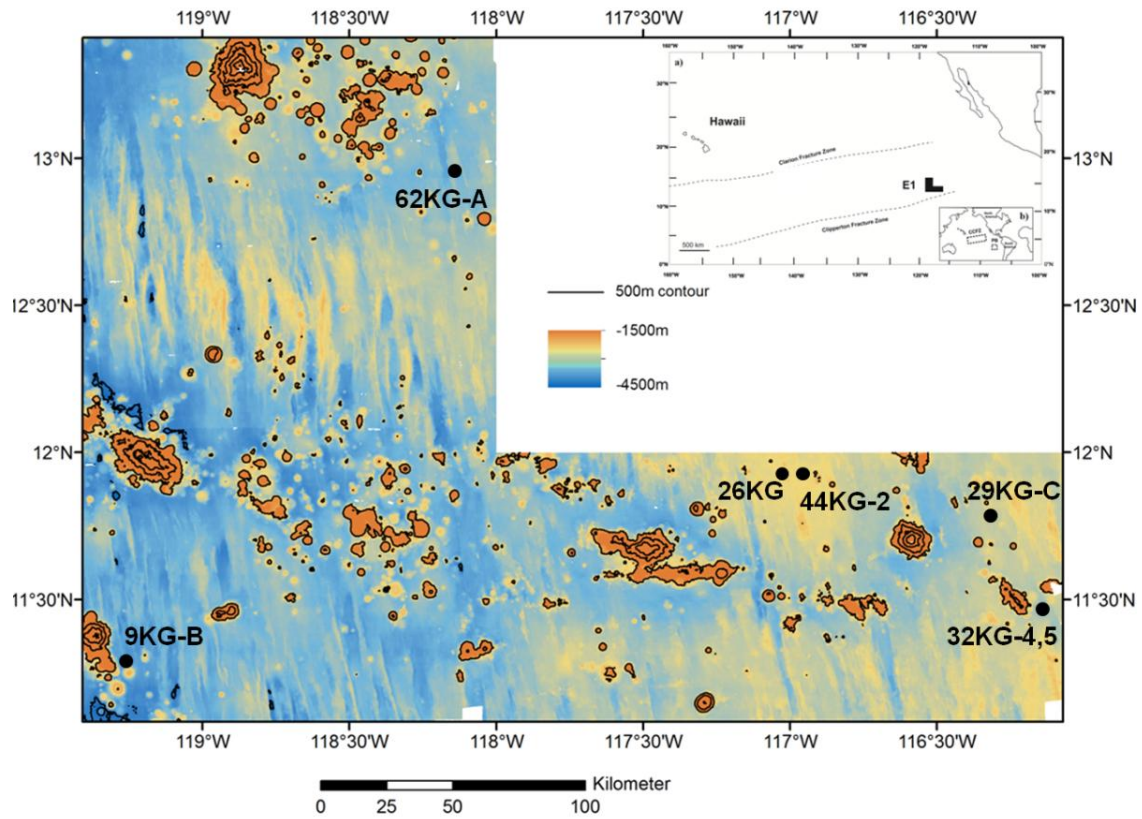 119°W 118°30'W 118°W 117°30'W 117°W 116°30'W
a)
Hawaii
Clarion Fracture Zone
E1
Clipperton Fracture Zone
500 km
b)
CCFZ
13°N 13°N
62KG-A
500m contour
12°30'N 12°30'N
-1500m
-4500m
12°N 12°N
26KG 44KG-2 29KG-C
11°30'N 11°30'N
9KG-B 32KG-4,5
119°W 118°30'W 118°W 117°30'W 117°W 116°30'W
Kilometer
0 25 50 100